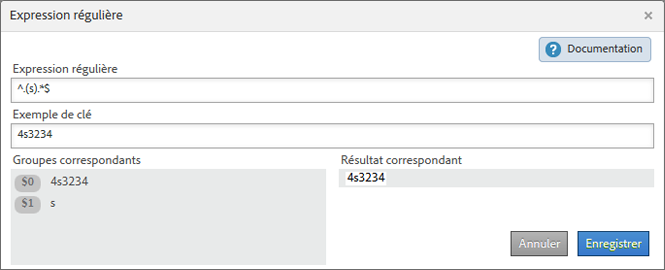 Expression régulière ×
? Documentation
Expression régulière
^.(s).*$
Exemple de clé
4s3234
Groupes correspondants Résultat correspondant
$0 4s3234 4s3234
$1 s
Annuler Enregistrer